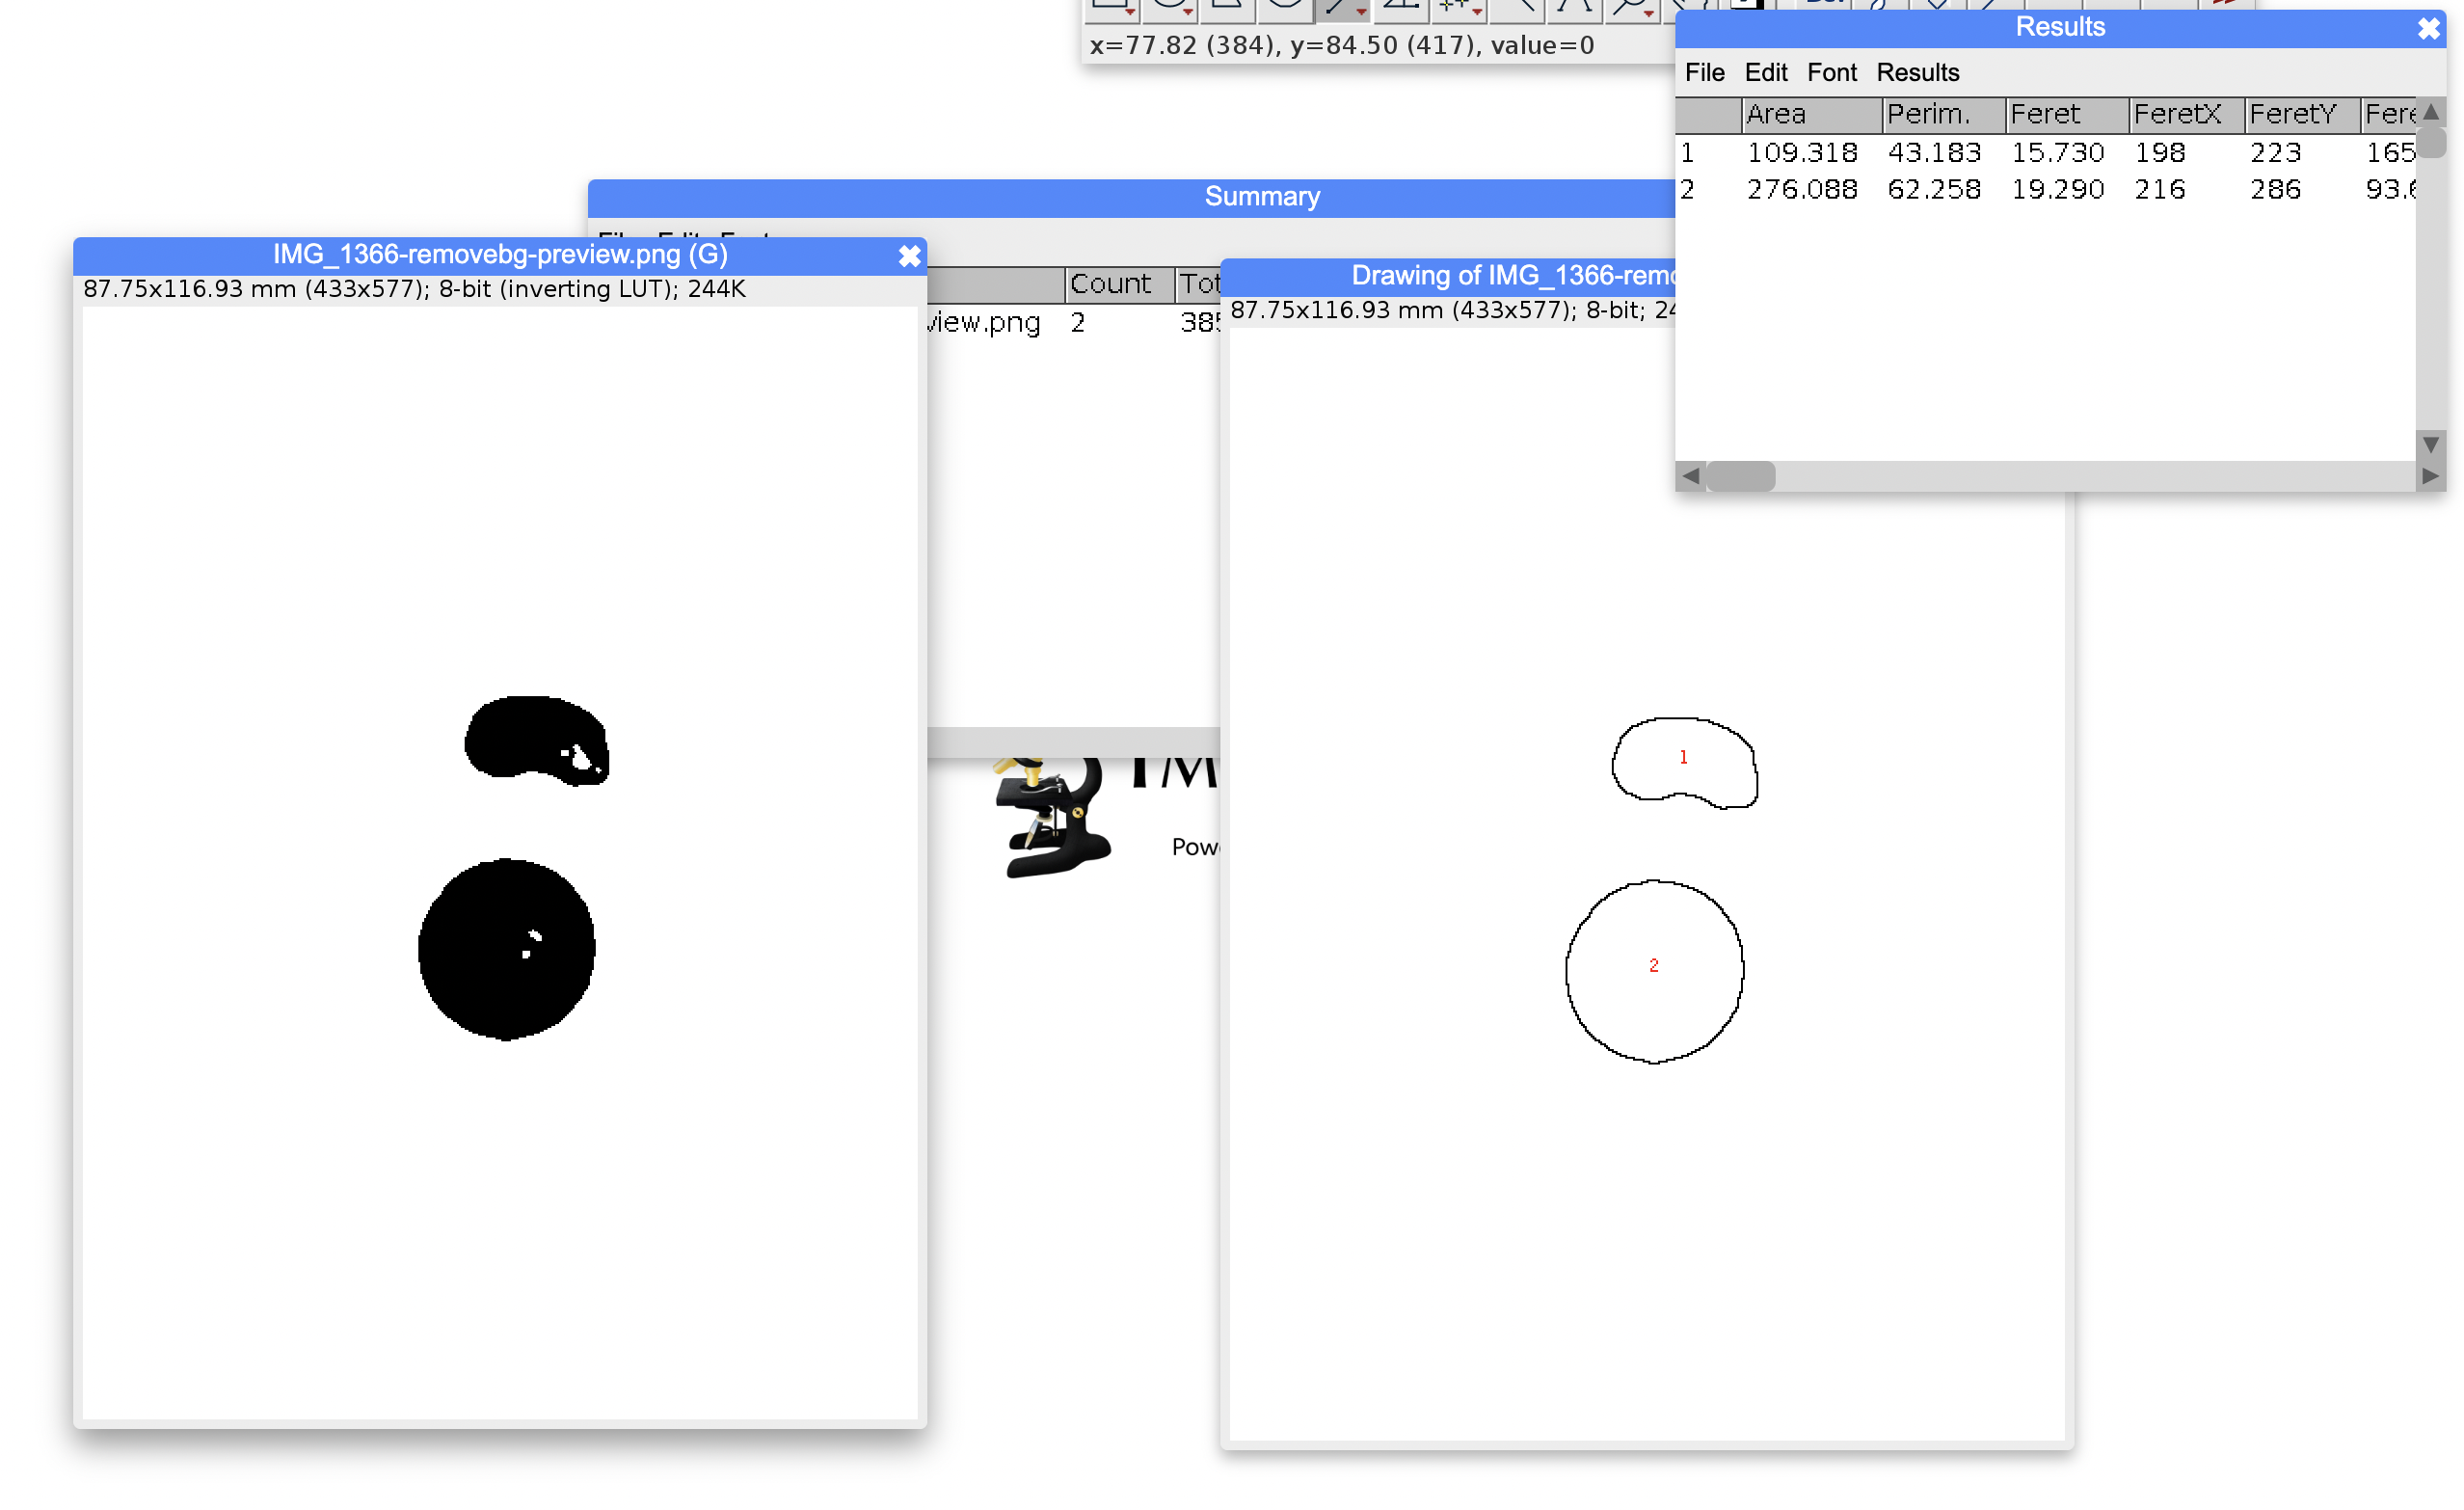 x=77.82 (384), y=84.50 (417), value=0
Results
File Edit Font Results
Area Perim. Feret FeretX FeretY Fere
1 109.318 43.183 15.730 198 223 165
2 276.088 62.258 19.290 216 286 93.6
Summary
File Edit Font
Count Tot
view.png 2 385
IMG_1366-removebg-preview.png (G)
87.75x116.93 mm (433x577); 8-bit (inverting LUT); 244K
Drawing of IMG_1366-remo
87.75x116.93 mm (433x577); 8-bit; 24
1
2
IM
Pow